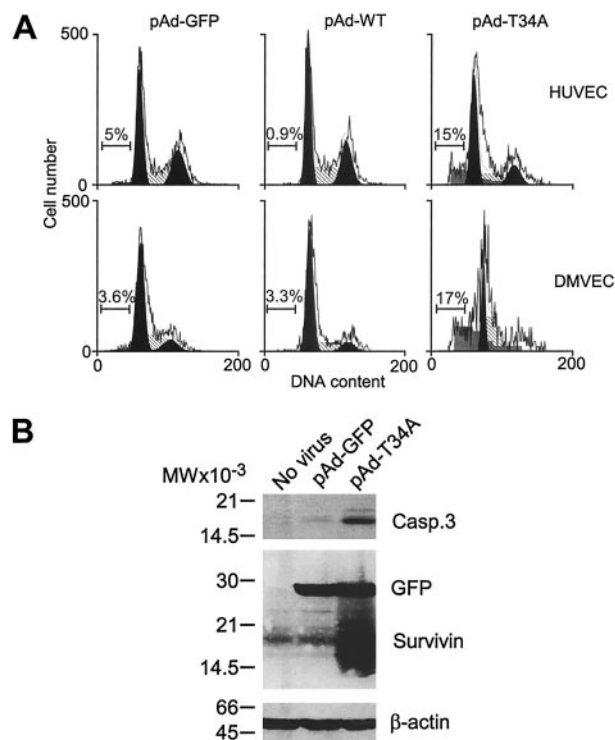 A
pAd-GFP pAd-WT pAd-T34A
500
5% 0.9% 15%
HUVEC
0
Cell number
500
3.6% 3.3% 17%
DMVEC
0
0 200 0 200 0 200
DNA content
B
No virus pAd-GFP pAd-T34A
MWx10⁻³
21
Casp.3
14.5
30
GFP
21
Survivin
14.5
66
β-actin
45